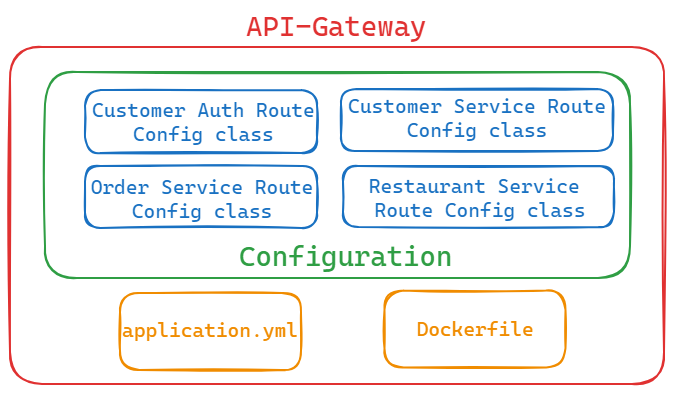 API-Gateway
Customer Auth Route
Config class
Customer Service Route
Config class
Order Service Route
Config class
Restaurant Service
Route Config class
Configuration
application.yml
Dockerfile